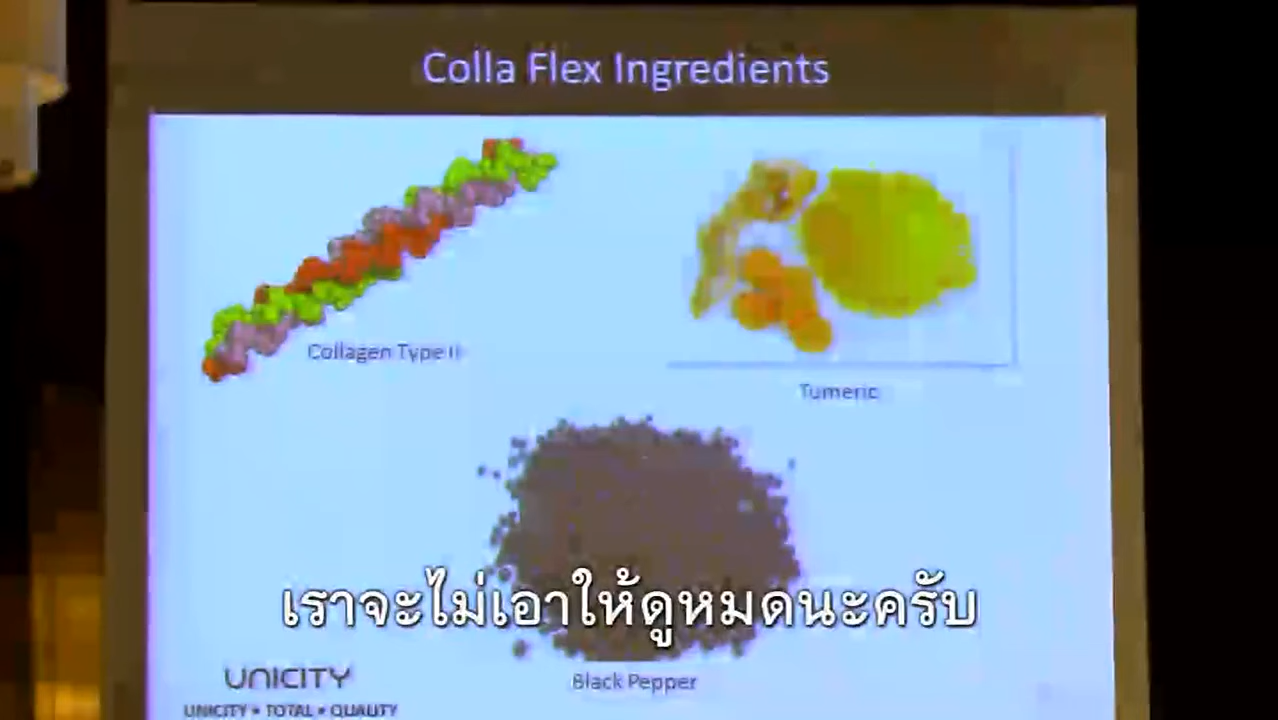 Colla Flex Ingredients
Collagen Type II
Tumeric
เราจะไม่เอาให้ดูหมดนะครับ
Black Pepper
UNICITY
UNICITY • TOTAL • QUALITY